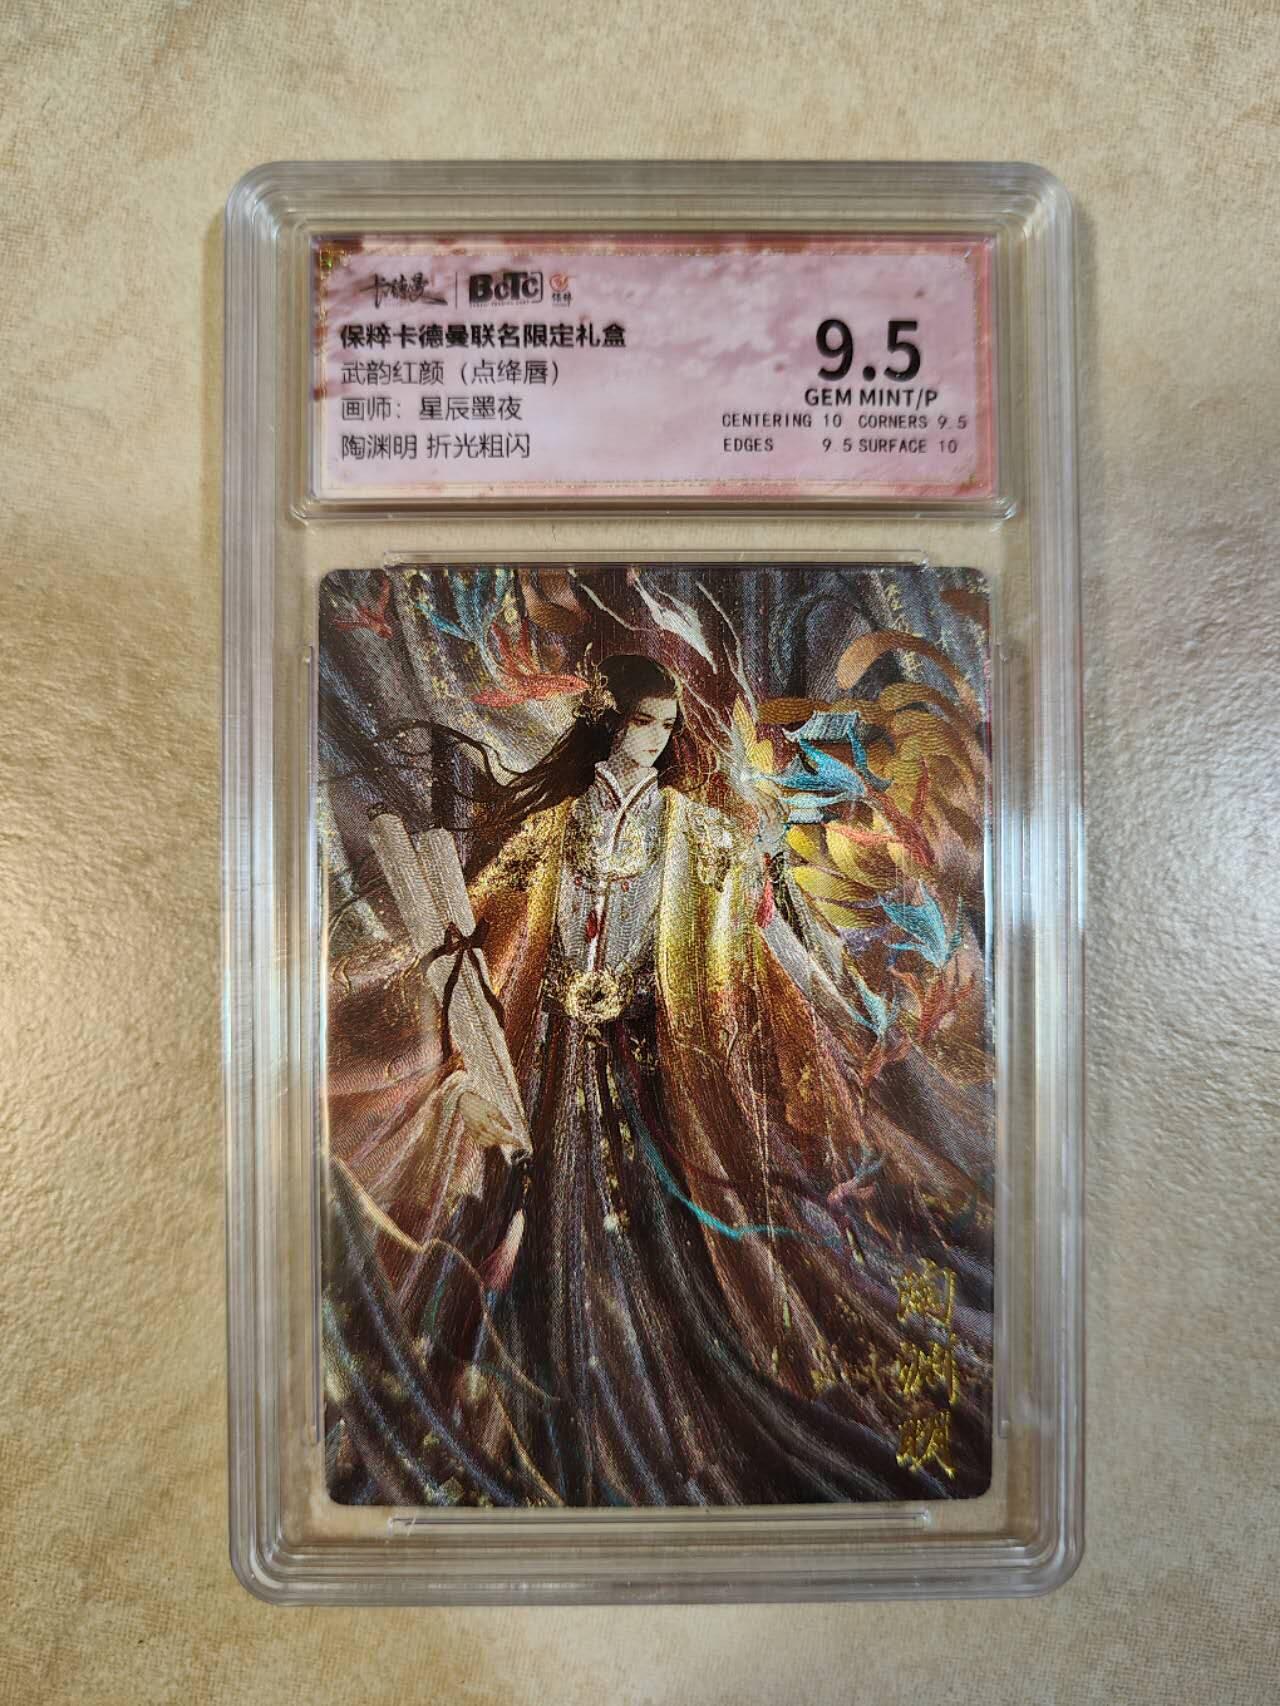 卡德曼 BCTC 保粹
保粹卡德曼联名限定礼盒
武韵红颜（点绛唇）
画师：星辰墨夜
陶渊明 折光粗闪
9.5
GEM MINT/P
CENTERING 10 CORNERS 9.5
EDGES 9.5 SURFACE 10
陶渊明